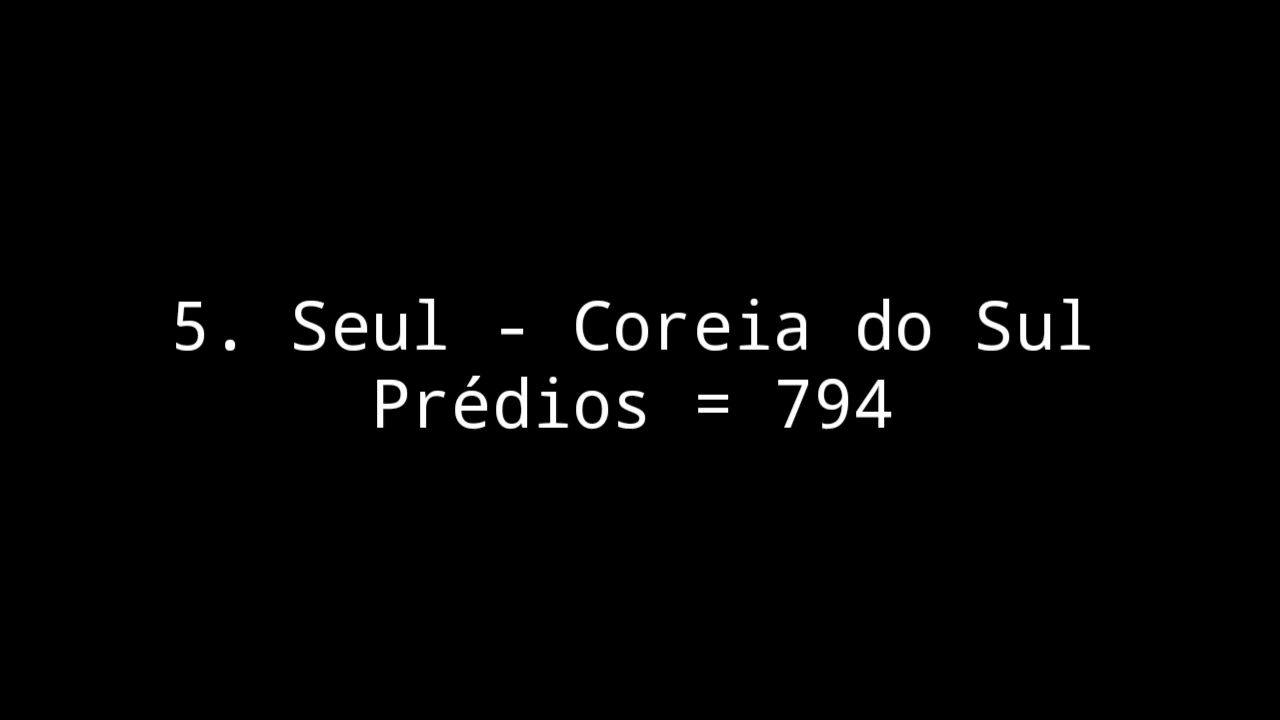 5. Seul - Coreia do Sul
Prédios = 794